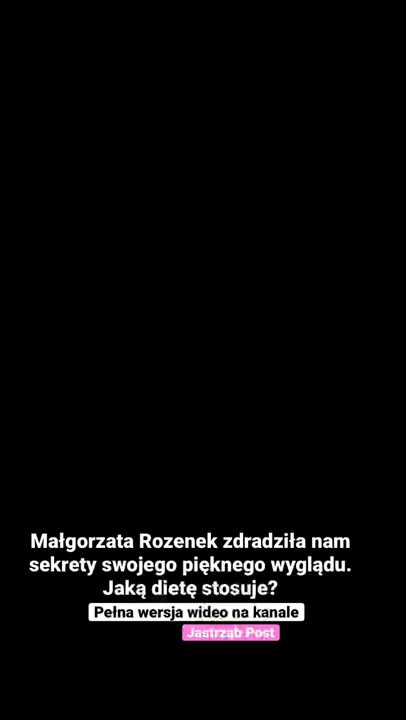 Małgorzata Rozenek zdradziła nam
sekrety swojego pięknego wyglądu.
Jaką dietę stosuje?
Pełna wersja wideo na kanale
Jastrząb Post